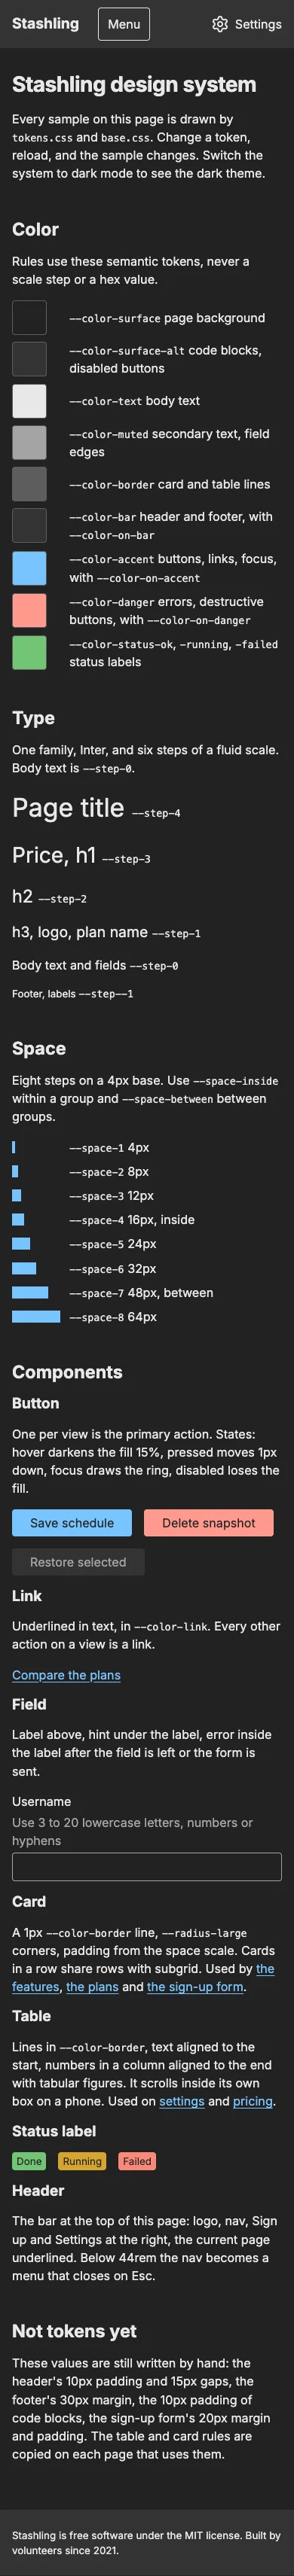 Stashling
Menu
Settings
Stashling design system
Every sample on this page is drawn by
tokens.css and base.css. Change a token,
reload, and the sample changes. Switch the
system to dark mode to see the dark theme.
Color
Rules use these semantic tokens, never a
scale step or a hex value.
--color-surface page background
--color-surface-alt code blocks,
disabled buttons
--color-text body text
--color-muted secondary text, field
edges
--color-border card and table lines
--color-bar header and footer, with
--color-on-bar
--color-accent buttons, links, focus,
with --color-on-accent
--color-danger errors, destructive
buttons, with --color-on-danger
--color-status-ok, -running, -failed
status labels
Type
One family, Inter, and six steps of a fluid scale.
Body text is --step-0.
Page title --step-4
Price, h1 --step-3
h2 --step-2
h3, logo, plan name --step-1
Body text and fields --step-0
Footer, labels --step--1
Space
Eight steps on a 4px base. Use --space-inside
within a group and --space-between between
groups.
--space-1 4px
--space-2 8px
--space-3 12px
--space-4 16px, inside
--space-5 24px
--space-6 32px
--space-7 48px, between
--space-8 64px
Components
Button
One per view is the primary action. States:
hover darkens the fill 15%, pressed moves 1px
down, focus draws the ring, disabled loses the
fill.
Save schedule
Delete snapshot
Restore selected
Link
Underlined in text, in --color-link. Every other
action on a view is a link.
Compare the plans
Field
Label above, hint under the label, error inside
the label after the field is left or the form is
sent.
Username
Use 3 to 20 lowercase letters, numbers or
hyphens
Card
A 1px --color-border line, --radius-large
corners, padding from the space scale. Cards
in a row share rows with subgrid. Used by the
features, the plans and the sign-up form.
Table
Lines in --color-border, text aligned to the
start, numbers in a column aligned to the end
with tabular figures. It scrolls inside its own
box on a phone. Used on settings and pricing.
Status label
Done
Running
Failed
Header
The bar at the top of this page: logo, nav, Sign
up and Settings at the right, the current page
underlined. Below 44rem the nav becomes a
menu that closes on Esc.
Not tokens yet
These values are still written by hand: the
header's 10px padding and 15px gaps, the
footer's 30px margin, the 10px padding of
code blocks, the sign-up form's 20px margin
and padding. The table and card rules are
copied on each page that uses them.
Stashling is free software under the MIT license. Built by
volunteers since 2021.